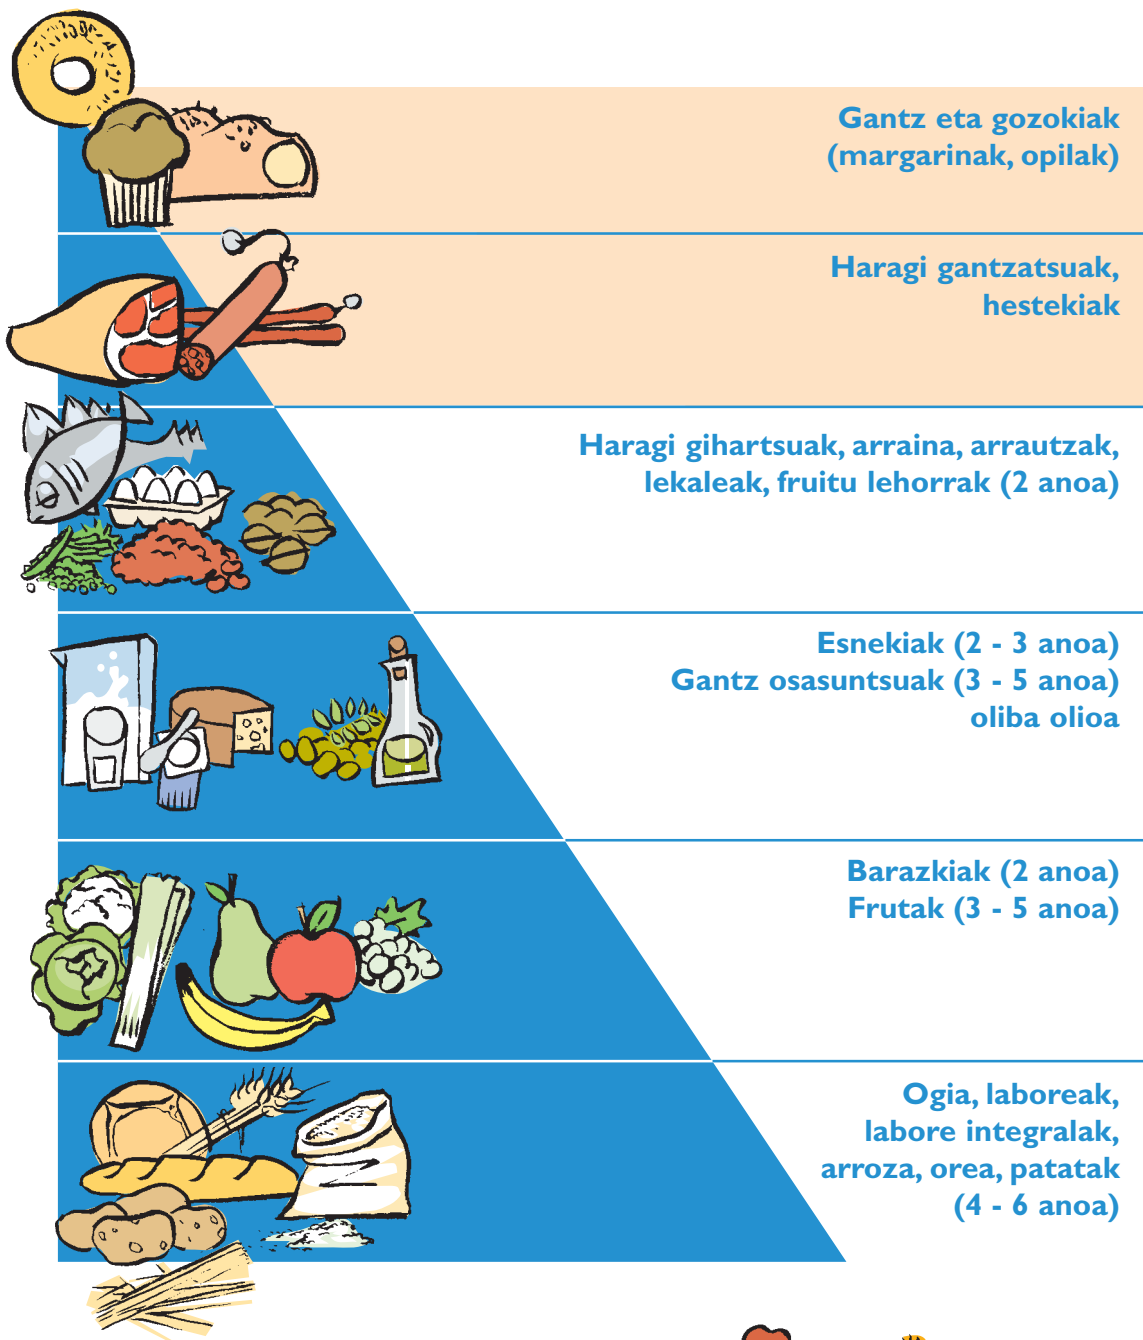 Gantz eta gozokiak
(margarinak, opilak)
Haragi gantzatsuak,
hestekiak
Haragi gihartsuak, arraina, arrautzak,
lekaleak, fruitu lehorrak (2 anoa)
Esnekiak (2 - 3 anoa)
Gantz osasuntsuak (3 - 5 anoa)
oliba olioa
Barazkiak (2 anoa)
Frutak (3 - 5 anoa)
Ogia, laboreak,
labore integralak,
arroza, orea, patatak
(4 - 6 anoa)